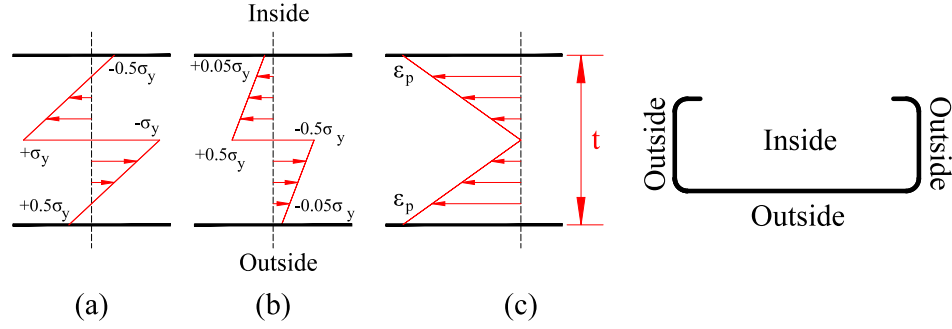 Inside
-0.5σy
+σy
-σy
+0.5σy
(a)
+0.05σy
+0.5σy
-0.5σy
-0.05σy
Outside
(b)
εp
εp
(c)
t
Outside
Inside
Outside
Outside